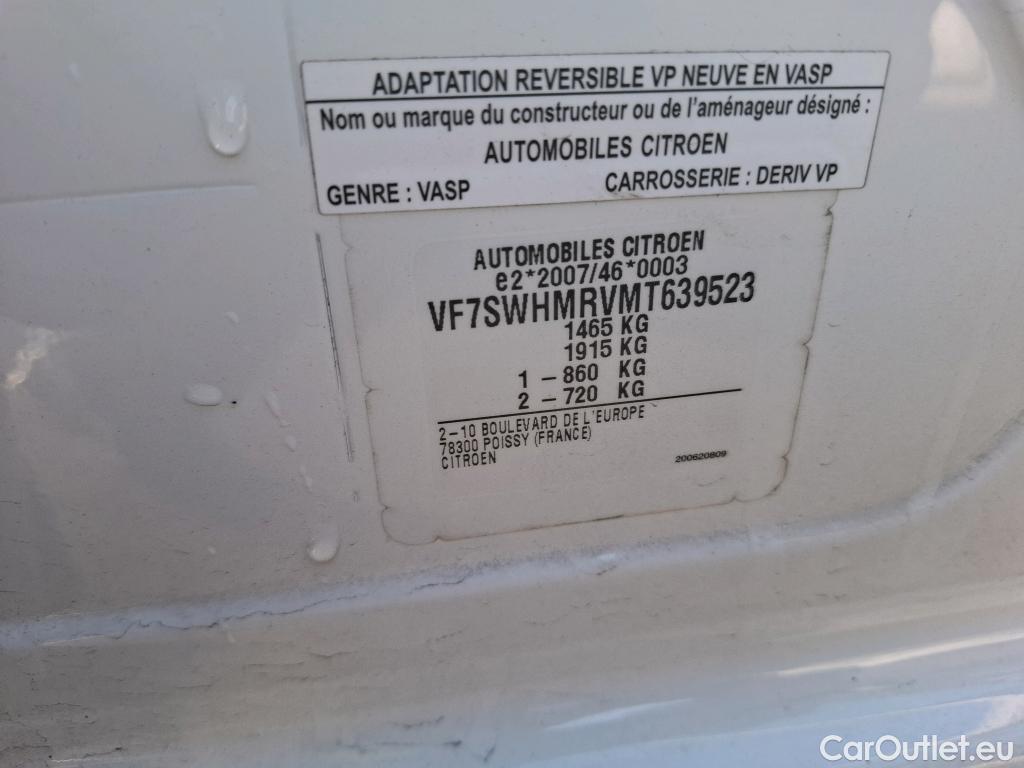 ADAPTATION REVERSIBLE VP NEUVE EN VASP
Nom ou marque du constructeur ou de l'aménageur désigné :
AUTOMOBILES CITROEN
GENRE : VASP CARROSSERIE : DERIV VP
AUTOMOBILES CITROEN
e2*2007/46*0003
VF7SWHMRVMT639523
1465 KG
1915 KG
1 – 860 KG
2 – 720 KG
2–10 BOULEVARD DE L'EUROPE
78300 POISSY (FRANCE)
CITROEN
200620809
CarOutlet.eu